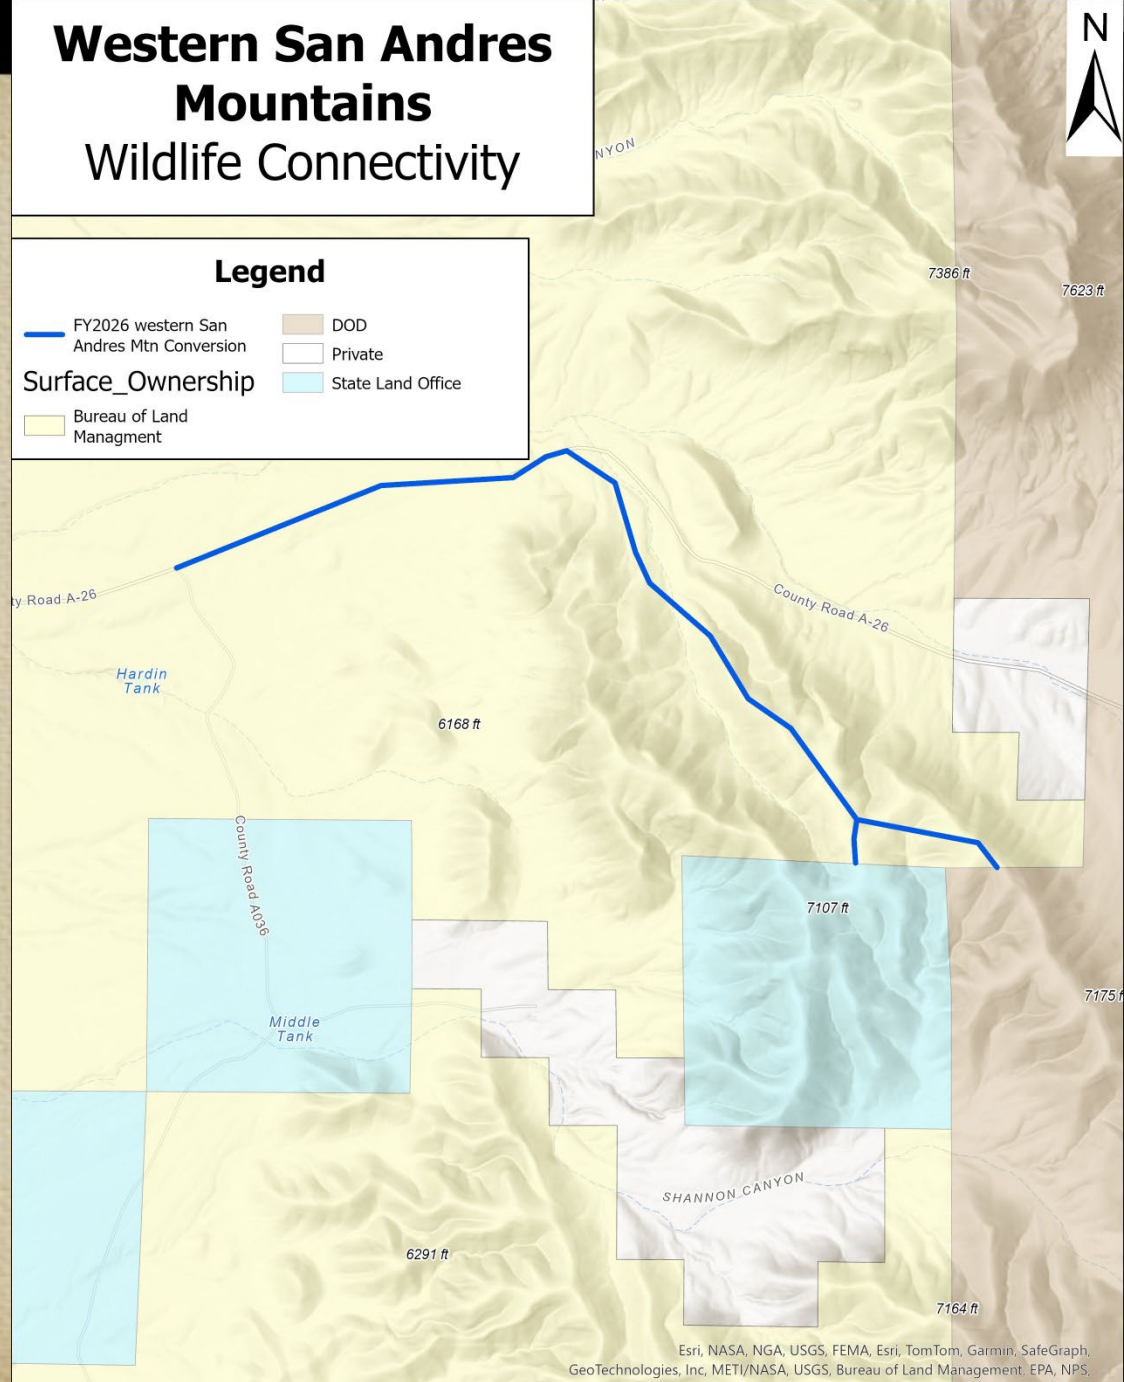 Western San Andres
Mountains
Wildlife Connectivity
N
NYON
Legend
FY2026 western San
Andres Mtn Conversion
Surface_Ownership
Bureau of Land
Managment
DOD
Private
State Land Office
7386 ft
7623 ft
ty Road A-26
County Road A-26
Hardin
Tank
6168 ft
County Road A036
7107 ft
7175 f
Middle
Tank
SHANNON CANYON
6291 ft
7164 ft
Esri, NASA, NGA, USGS, FEMA, Esri, TomTom, Garmin, SafeGraph,
GeoTechnologies, Inc, METI/NASA, USGS, Bureau of Land Management, EPA, NPS,